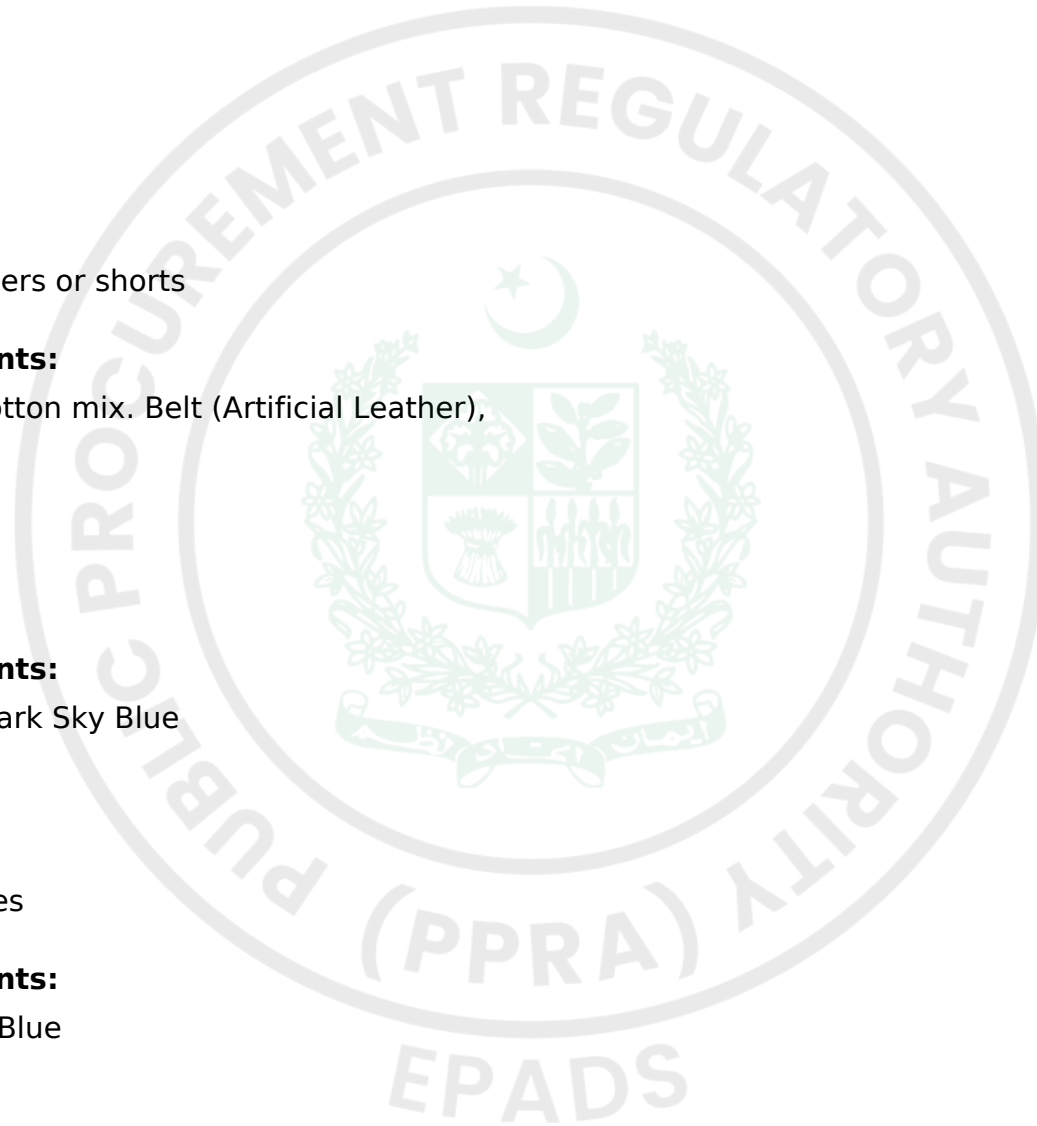 PUBLIC PROCUREMENT REGULATORY AUTHORITY
ers or shorts
nts:
otton mix. Belt (Artificial Leather),
nts:
ark Sky Blue
es
nts:
Blue
(PPRA)
EPADS